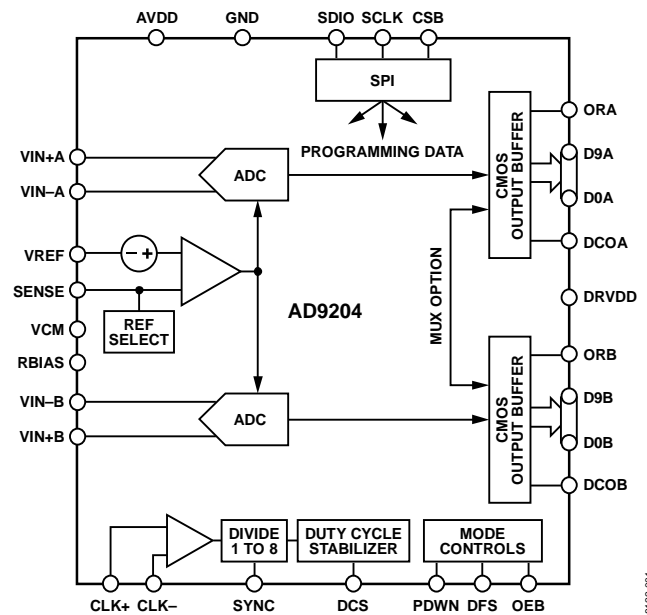 AVDD GND SDIO SCLK CSB
SPI
PROGRAMMING DATA
VIN+A
VIN–A
ADC
VREF
– +
SENSE
REF
SELECT
VCM
RBIAS
AD9204
VIN–B
VIN+B
ADC
MUX OPTION
CMOS
OUTPUT BUFFER
ORA
D9A
D0A
DCOA
DRVDD
CMOS
OUTPUT BUFFER
ORB
D9B
D0B
DCOB
DIVIDE
1 TO 8
DUTY CYCLE
STABILIZER
MODE
CONTROLS
CLK+ CLK– SYNC DCS PDWN DFS OEB